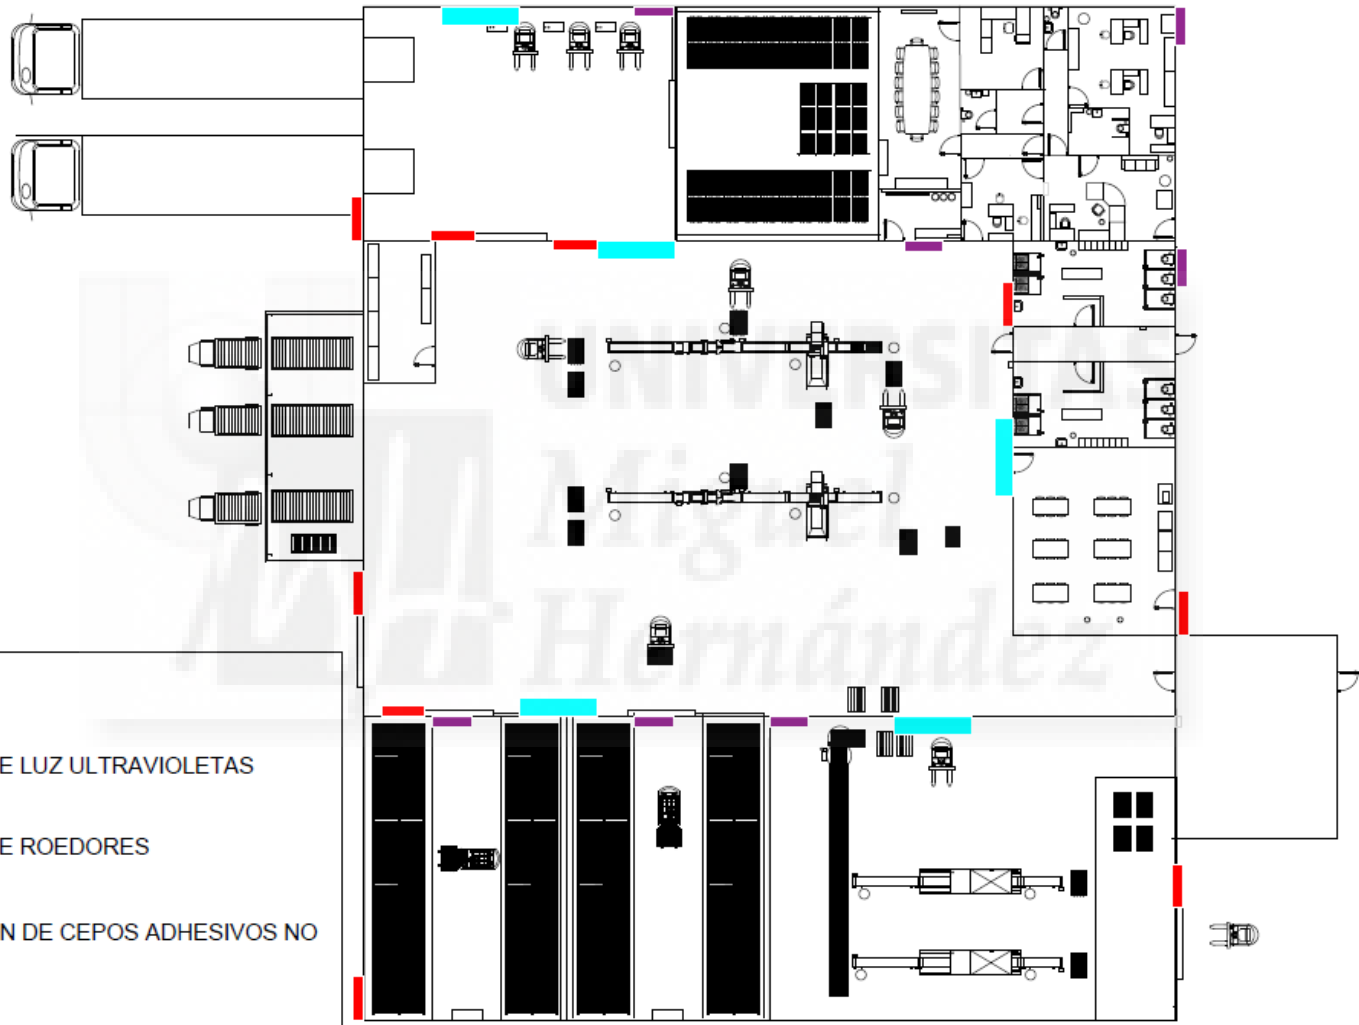 UNIVERSITAS
Miguel
Hernández
E LUZ ULTRAVIOLETAS
E ROEDORES
N DE CEPOS ADHESIVOS NO